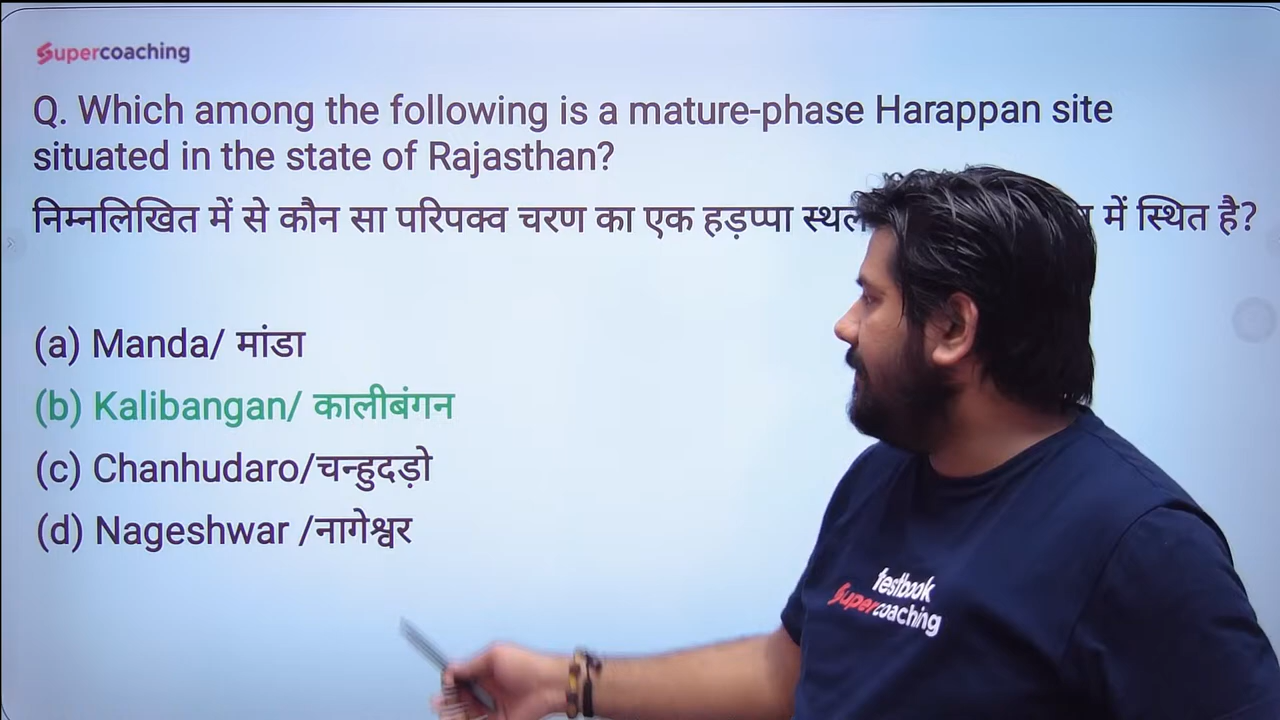 Supercoaching
Q. Which among the following is a mature-phase Harappan site
situated in the state of Rajasthan?
निम्नलिखित में से कौन सा परिपक्व चरण का एक हड़प्पा स्थल में स्थित है?
(a) Manda/ मांडा
(b) Kalibangan/ कालीबंगन
(c) Chanhudaro/चन्हुदड़ो
(d) Nageshwar /नागेश्वर
testbook
Supercoaching